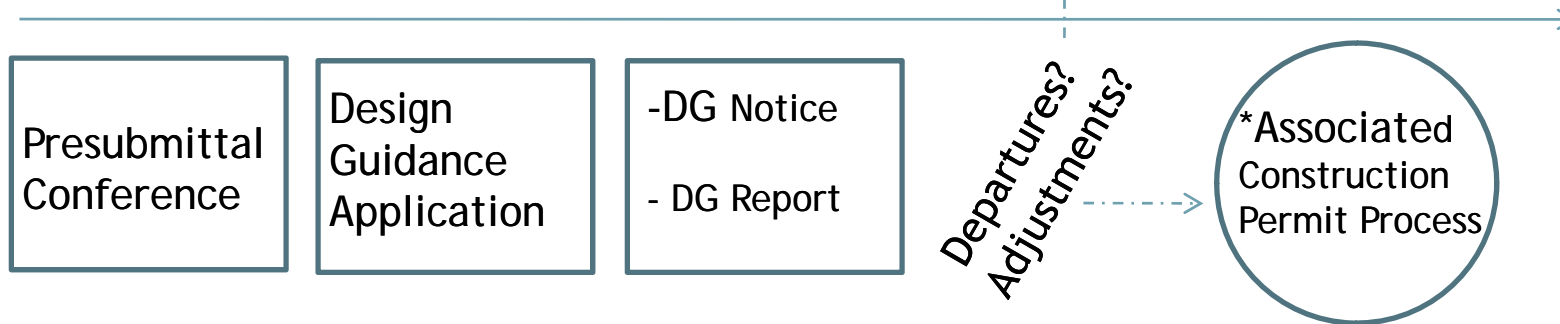 Presubmittal
Conference
Design
Guidance
Application
-DG Notice
- DG Report
Departures?
Adjustments?
*Associated
Construction
Permit Process